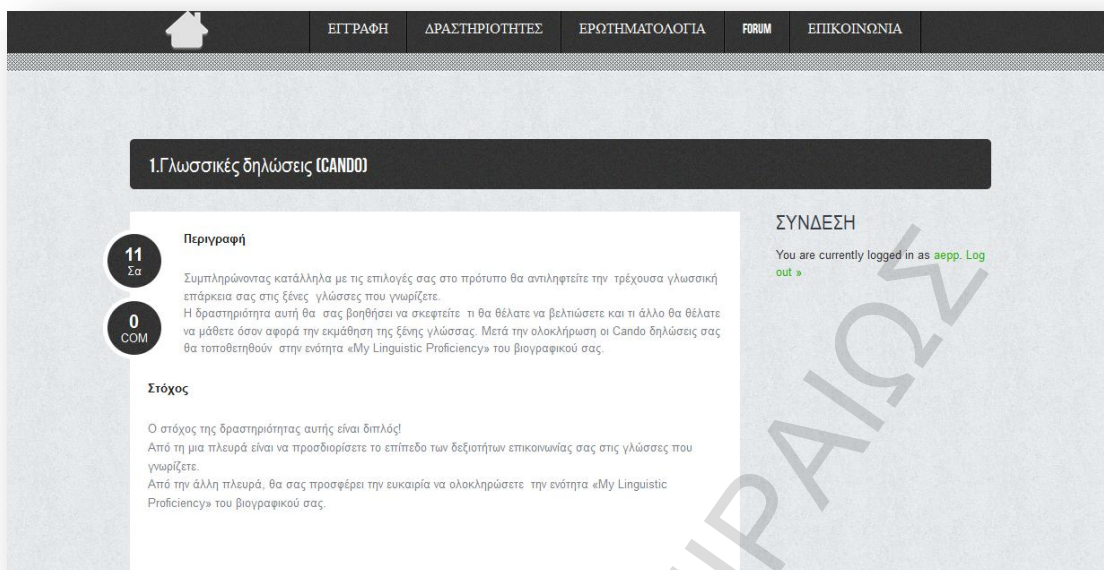 ΕΓΓΡΑΦΗ ΔΡΑΣΤΗΡΙΟΤΗΤΕΣ ΕΡΩΤΗΜΑΤΟΛΟΓΙΑ FORUM ΕΠΙΚΟΙΝΩΝΙΑ
1.Γλωσσικές δηλώσεις (CANDO)
11
Σα
0
COM
Περιγραφή
Συμπληρώνοντας κατάλληλα με τις επιλογές σας στο πρότυπο θα αντιληφτείτε την τρέχουσα γλωσσική
επάρκεια σας στις ξένες γλώσσες που γνωρίζετε.
Η δραστηριότητα αυτή θα σας βοηθήσει να σκεφτείτε τι θα θέλατε να βελτιώσετε και τι άλλο θα θέλατε
να μάθετε όσον αφορά την εκμάθηση της ξένης γλώσσας. Μετά την ολοκλήρωση οι Cando δηλώσεις σας
θα τοποθετηθούν στην ενότητα «My Linguistic Proficiency» του βιογραφικού σας.
Στόχος
Ο στόχος της δραστηριότητας αυτής είναι διπλός!
Από τη μια πλευρά είναι να προσδιορίσετε το επίπεδο των δεξιοτήτων επικοινωνίας σας στις γλώσσες που
γνωρίζετε.
Από την άλλη πλευρά, θα σας προσφέρει την ευκαιρία να ολοκληρώσετε την ενότητα «My Linguistic
Proficiency» του βιογραφικού σας.
ΣΥΝΔΕΣΗ
You are currently logged in as aepp. Log
out »
ΠΕΙΡΑΙΩΣ